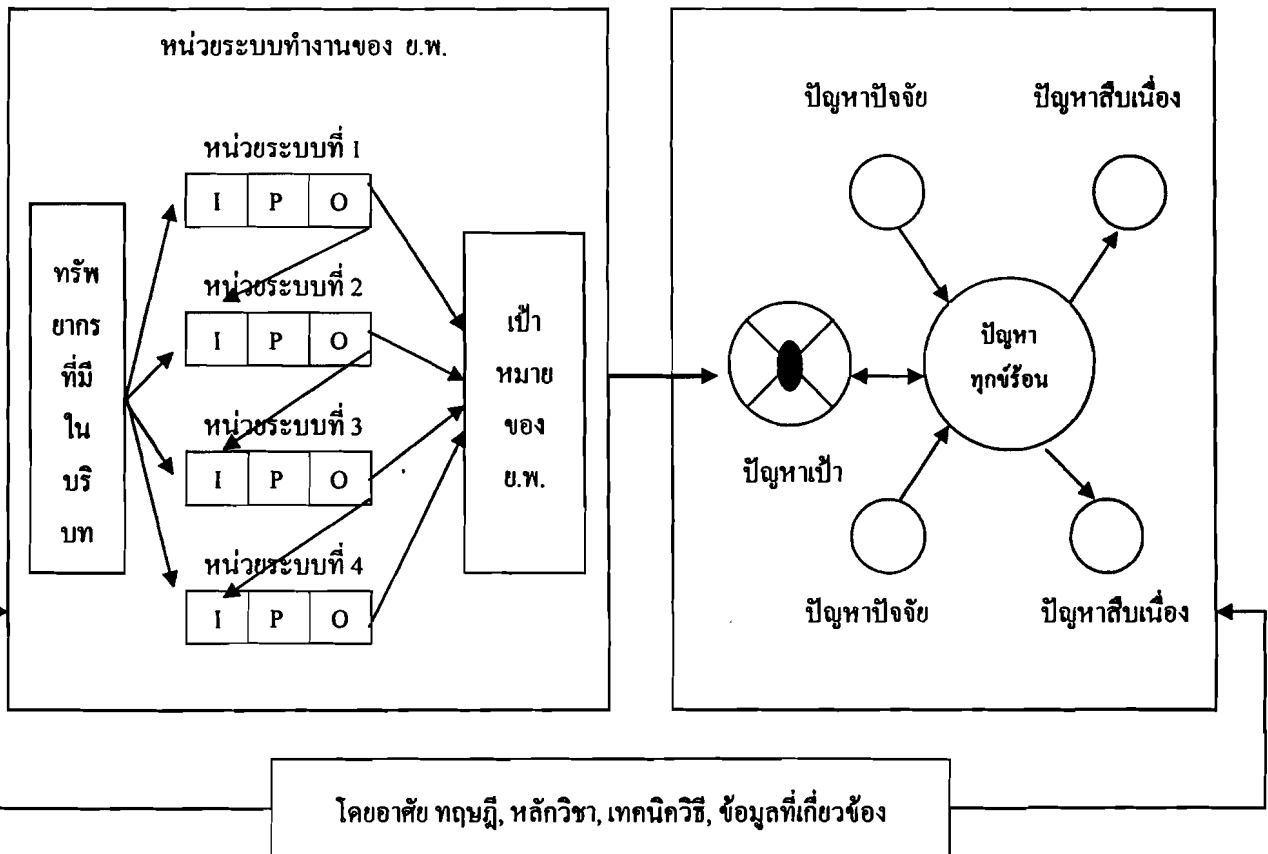 หน่วยระบบทำงานของ ย.พ.
หน่วยระบบที่ 1
I P O
หน่วยระบบที่ 2
I P O
หน่วยระบบที่ 3
I P O
หน่วยระบบที่ 4
I P O
ทรัพ
ยากร
ที่มี
ใน
บริ
บท
เป้า
หมาย
ของ
ย.พ.
ปัญหาปัจจัย
ปัญหาสืบเนื่อง
ปัญหา
ทุกข์ร้อน
ปัญหาเป้า
ปัญหาปัจจัย
ปัญหาสืบเนื่อง
โดยอาศัย ทฤษฎี, หลักวิชา, เทคนิควิธี, ข้อมูลที่เกี่ยวข้อง